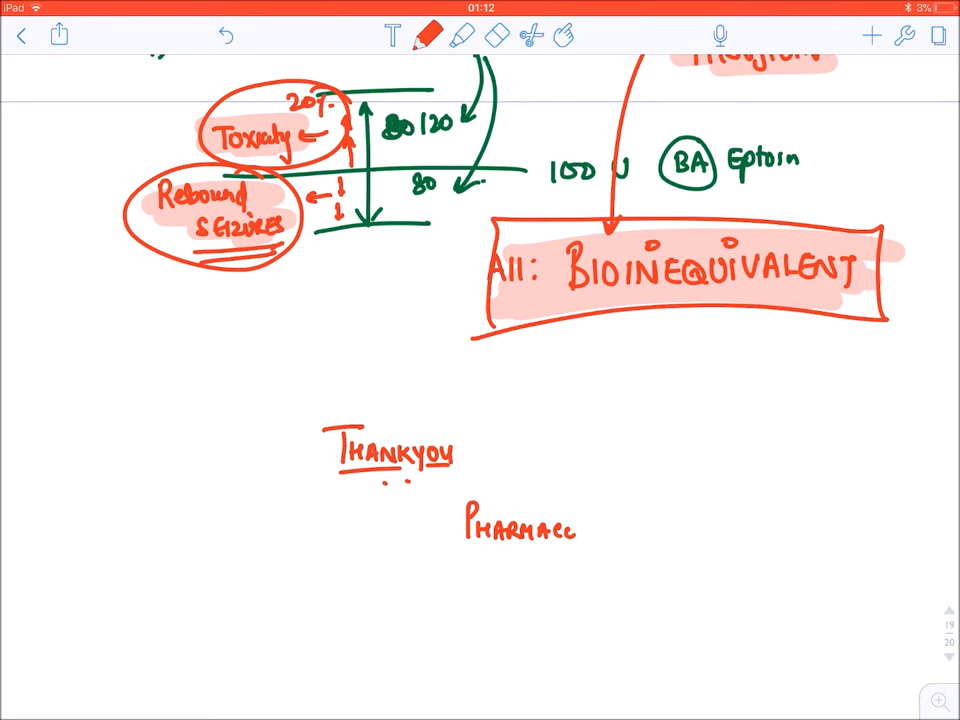 iPad 01:12 3%
T
20%
Toxicity
120
Rebound
SEIZURES
80
100 U BA Eptoin
All: BIOINEQUIVALENT
THANKYOU
PHARMACC
19
20